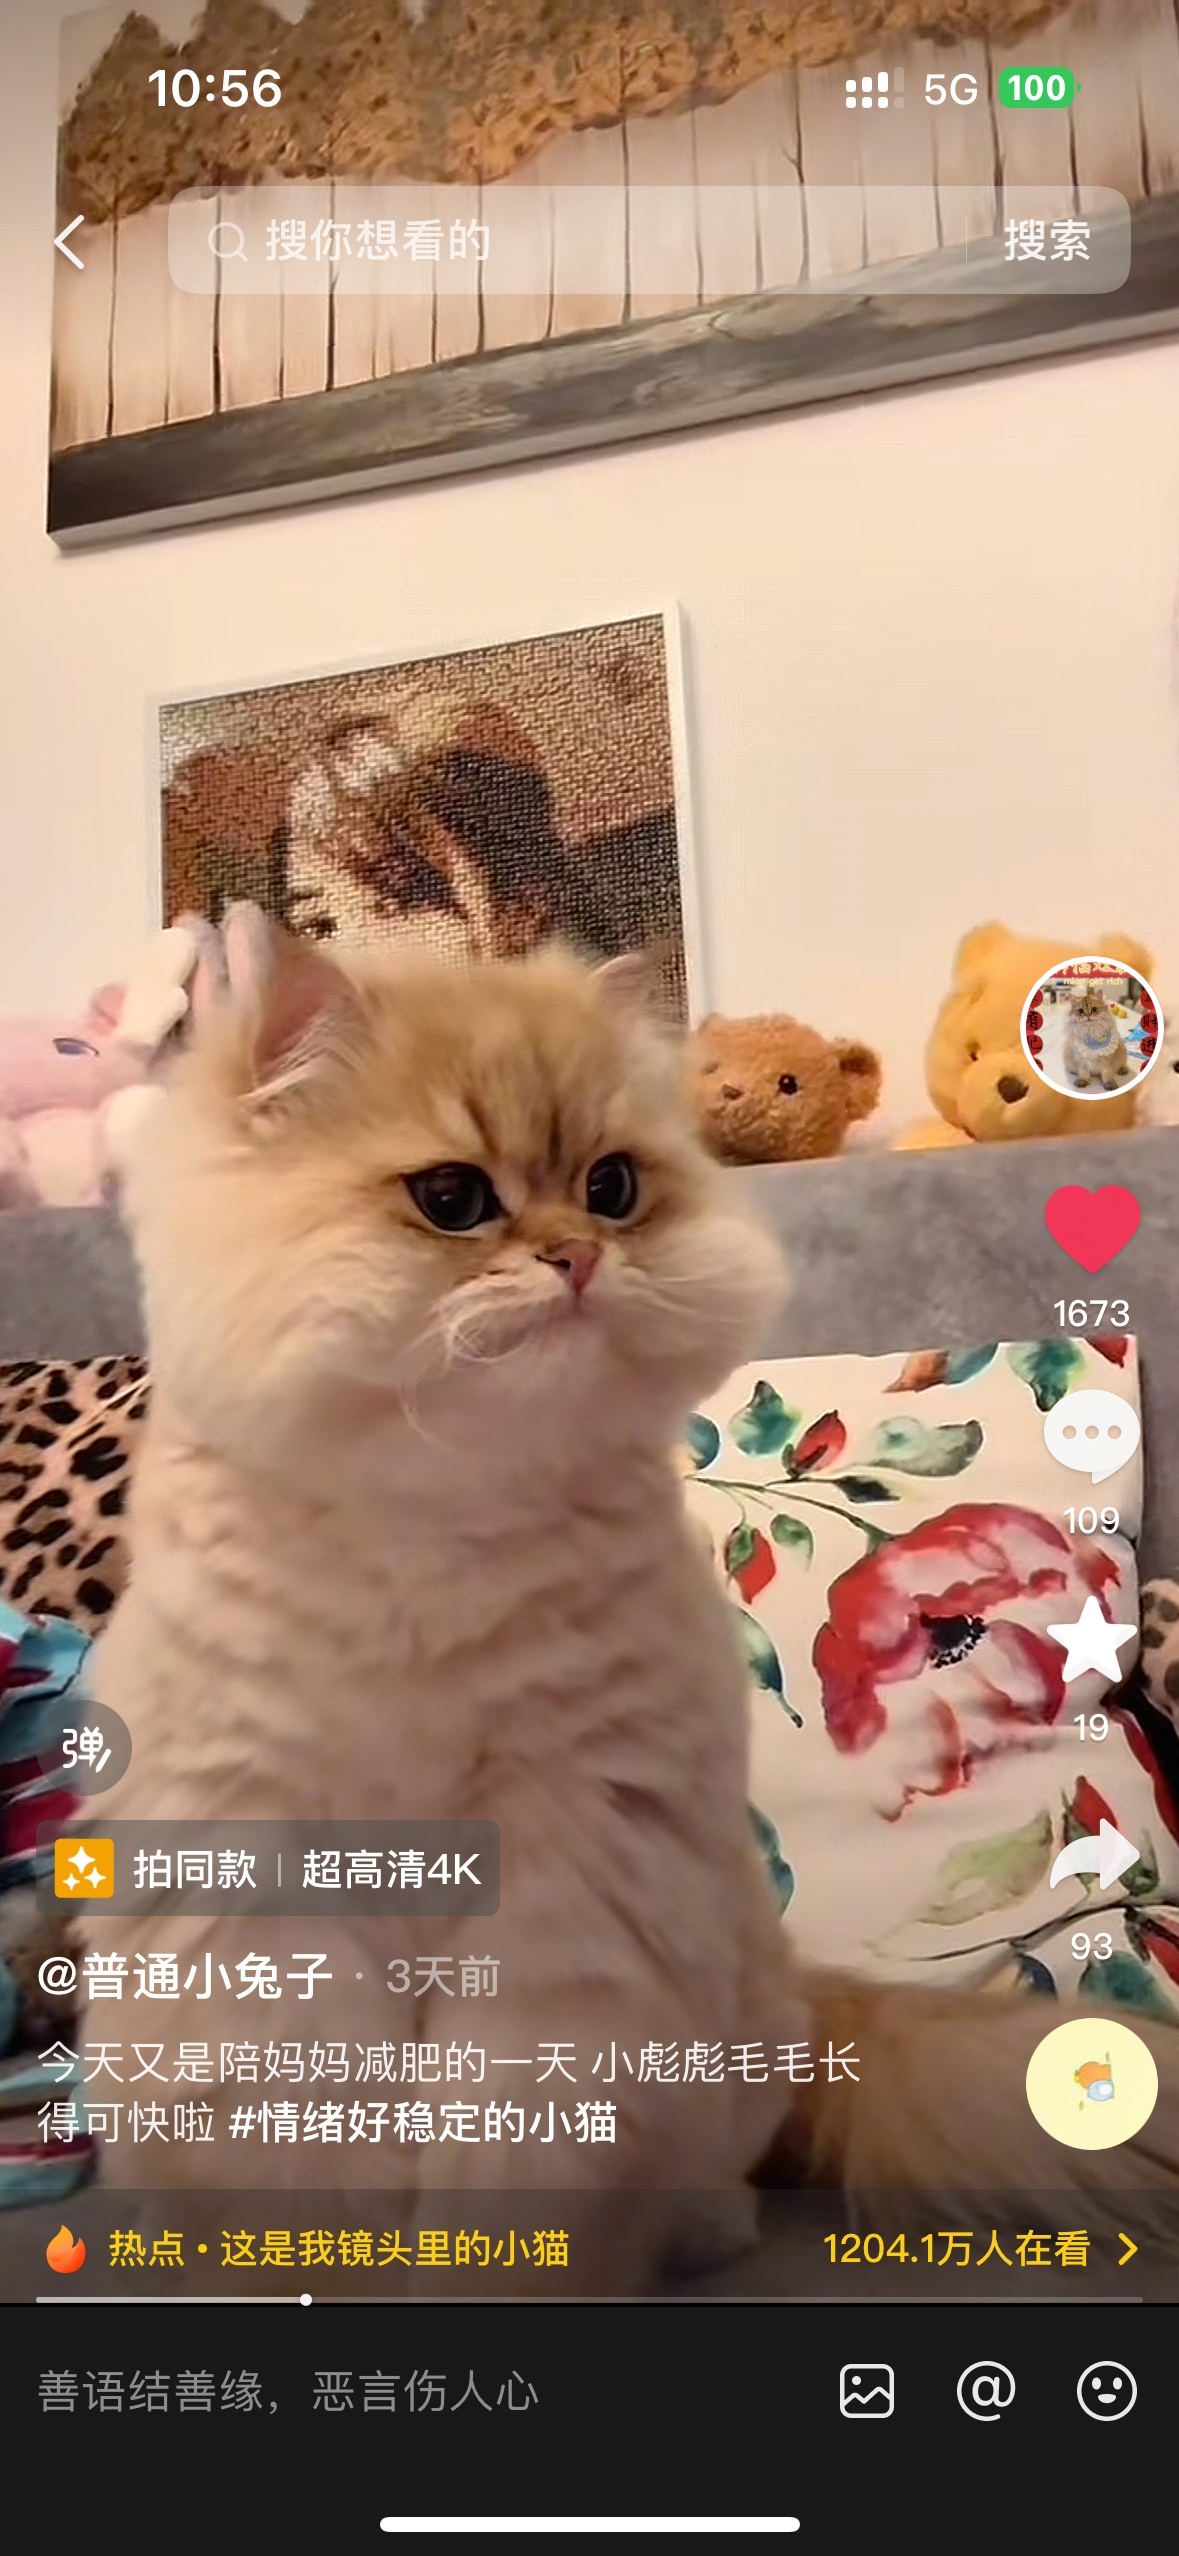 10:56
5G
100
搜你想看的
搜索
1673
109
19
弹
拍同款
超高清4K
93
@普通小兔子 · 3天前
今天又是陪妈妈减肥的一天 小彪彪毛毛长
得可快啦 #情绪好稳定的小猫
热点 • 这是我镜头里的小猫
1204.1万人在看
善语结善缘，恶言伤人心